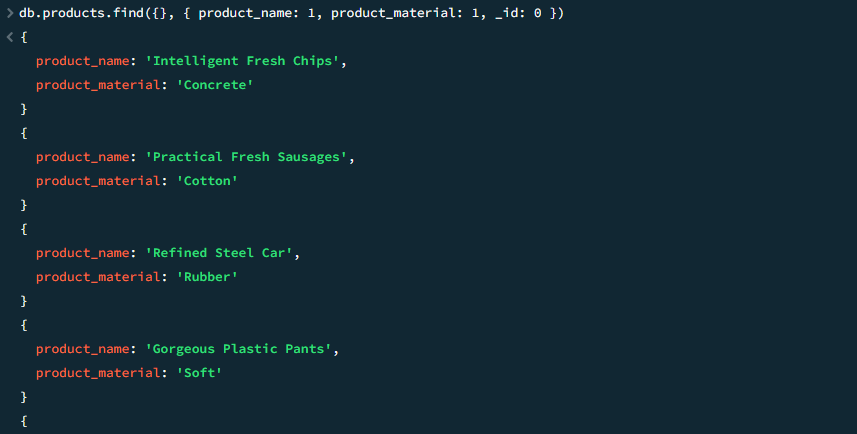 > db.products.find({}, { product_name: 1, product_material: 1, _id: 0 })
< {
product_name: 'Intelligent Fresh Chips',
product_material: 'Concrete'
}
{
product_name: 'Practical Fresh Sausages',
product_material: 'Cotton'
}
{
product_name: 'Refined Steel Car',
product_material: 'Rubber'
}
{
product_name: 'Gorgeous Plastic Pants',
product_material: 'Soft'
}
{